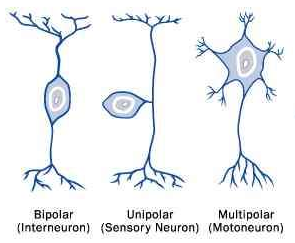 Bipolar
(Interneuron)
Unipolar
(Sensory Neuron)
Multipolar
(Motoneuron)